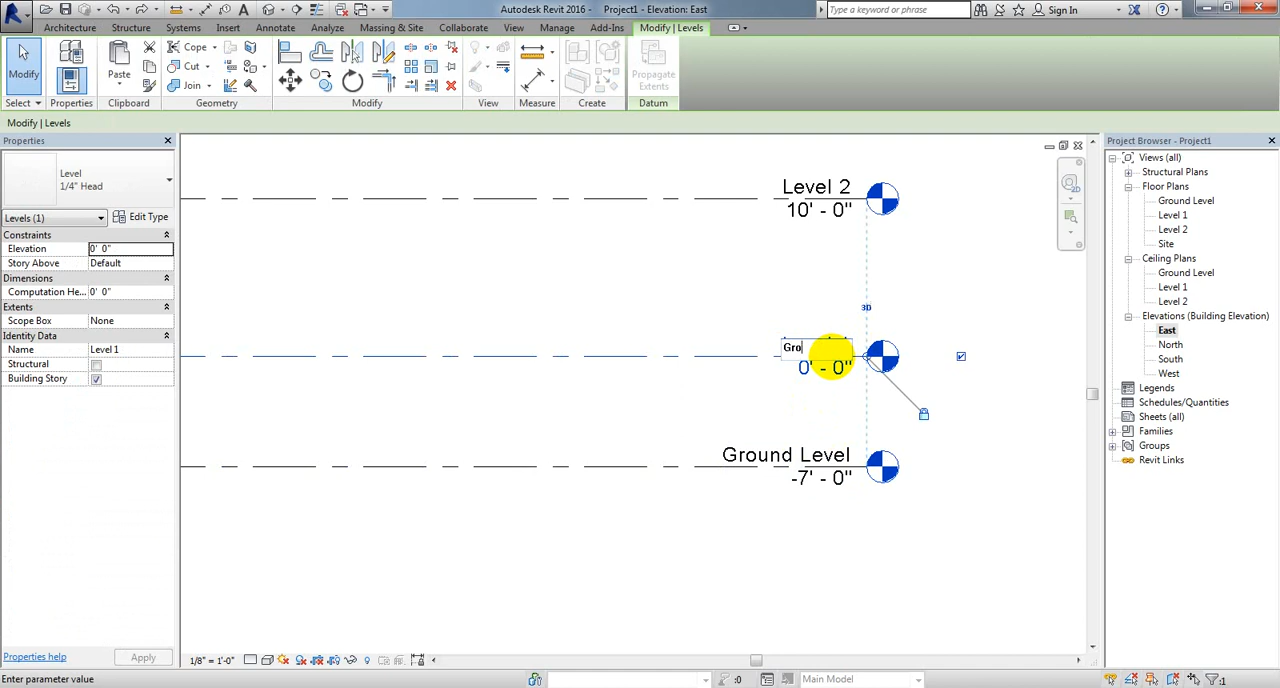 Autodesk Revit 2016 - Project1 - Elevation: East
Type a keyword or phrase
Sign In
Architecture Structure Systems Insert Annotate Analyze Massing & Site Collaborate View Manage Add-Ins Modify | Levels
Modify
Paste
Cope
Cut
Join
Propagate
Extents
Select Properties Clipboard Geometry Modify View Measure Create Datum
Modify | Levels
Properties
Level
1/4" Head
Levels (1)
Edit Type
Constraints
Elevation 0' 0"
Story Above Default
Dimensions
Computation He... 0' 0"
Extents
Scope Box None
Identity Data
Name Level 1
Structural
Building Story
Properties help
Apply
Level 2
10' - 0"
3D
Gro
0' - 0"
Ground Level
-7' - 0"
2D
Project Browser - Project1
Views (all)
Structural Plans
Floor Plans
Ground Level
Level 1
Level 2
Site
Ceiling Plans
Ground Level
Level 1
Level 2
Elevations (Building Elevation)
East
North
South
West
Legends
Schedules/Quantities
Sheets (all)
Families
Groups
Revit Links
1/8" = 1'-0"
Enter parameter value
:0
Main Model
:1